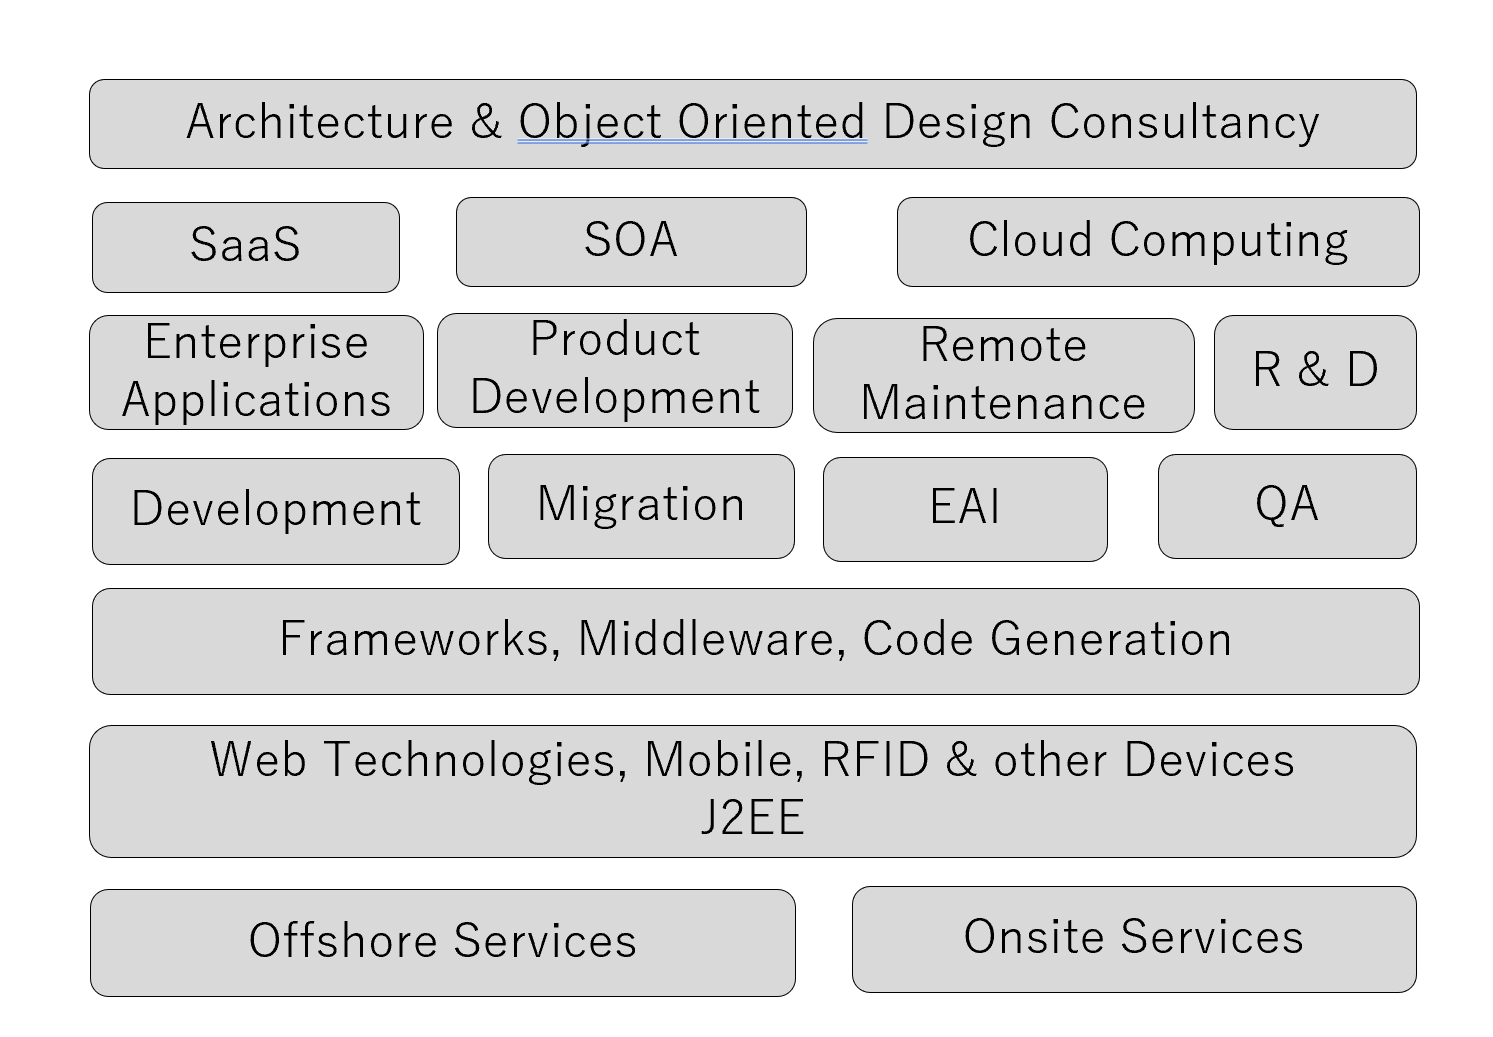 Architecture & Object Oriented Design Consultancy
SaaS
SOA
Cloud Computing
Enterprise
Applications
Product
Development
Remote
Maintenance
R & D
Development
Migration
EAI
QA
Frameworks, Middleware, Code Generation
Web Technologies, Mobile, RFID & other Devices
J2EE
Offshore Services
Onsite Services